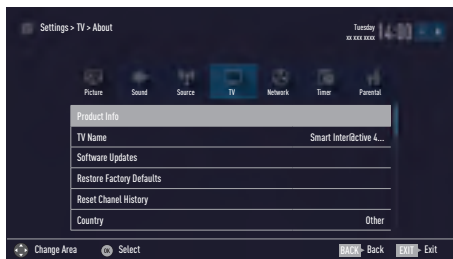 Settings > TV > About
Tuesday
xx xxx xxxx
14:00
Picture Sound Source TV Network Timer Parental
Product Info
TV Name Smart Inter@ctive 4...
Software Updates
Restore Factory Defaults
Reset Chanel History
Country Other
Change Area OK Select BACK Back EXIT Exit